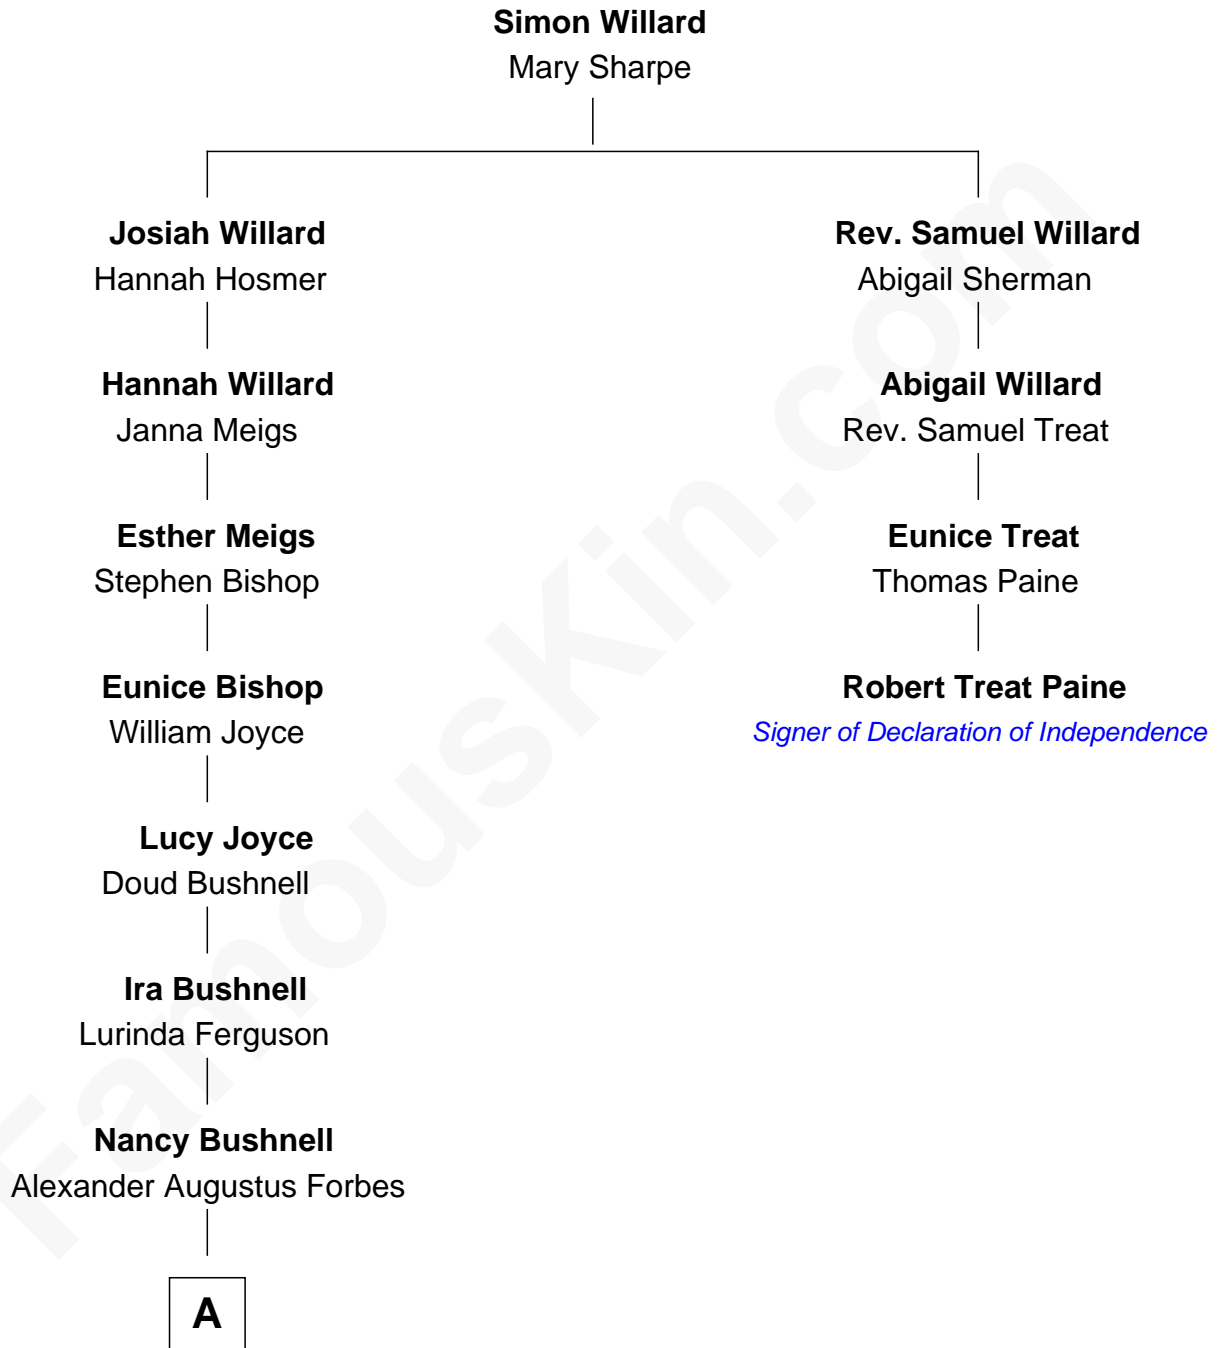 Simon Willard
Mary Sharpe
Josiah Willard
Hannah Hosmer
Rev. Samuel Willard
Abigail Sherman
Hannah Willard
Janna Meigs
Abigail Willard
Rev. Samuel Treat
Esther Meigs
Stephen Bishop
Eunice Treat
Thomas Paine
Eunice Bishop
William Joyce
Robert Treat Paine
Signer of Declaration of Independence
Lucy Joyce
Doud Bushnell
Ira Bushnell
Lurinda Ferguson
Nancy Bushnell
Alexander Augustus Forbes
A
FamousKin.com